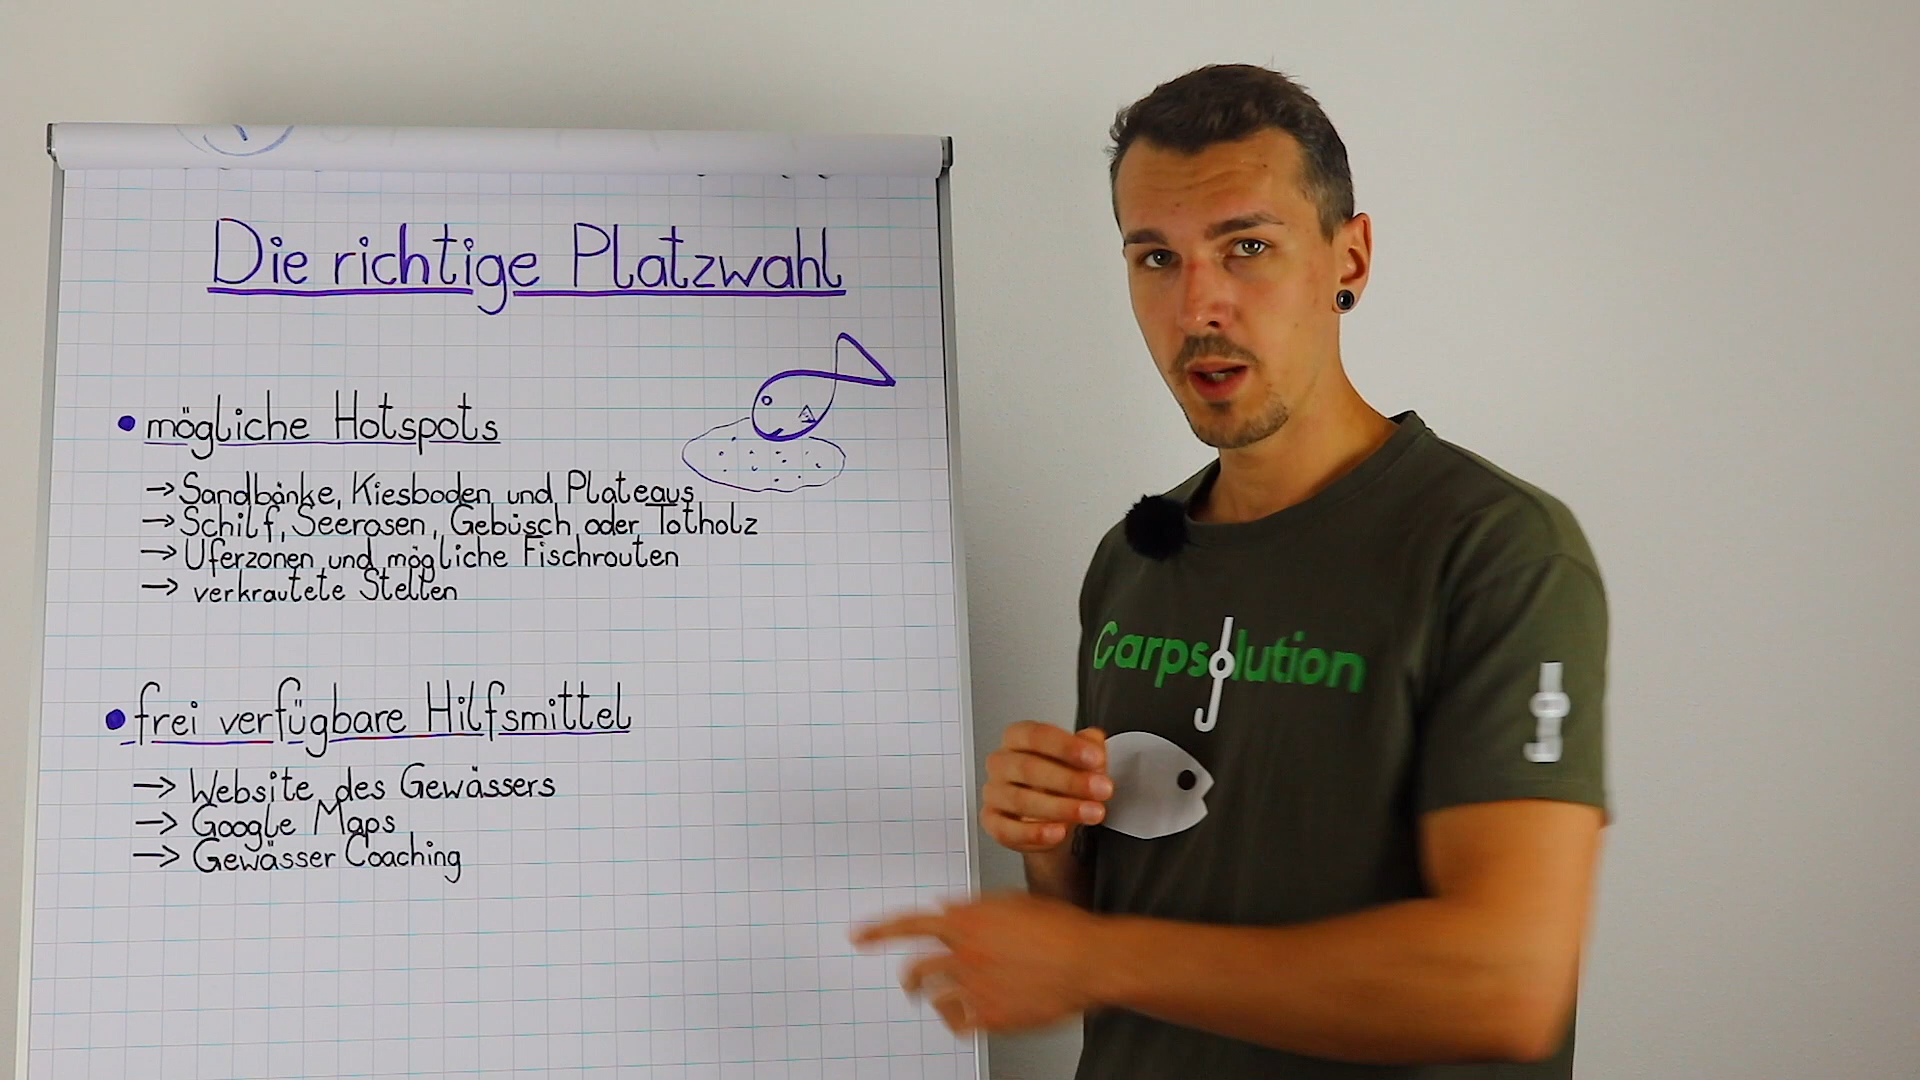 Die richtige Platzwahl
• mögliche Hotspots
→ Sandbänke, Kiesboden und Plateaus
→ Schilf, Seerosen, Gebüsch oder Totholz
→ Uferzonen und mögliche Fischrouten
→ verkrautete Stellen
• frei verfügbare Hilfsmittel
→ Website des Gewässers
→ Google Maps
→ Gewässer Coaching
Carpsolution